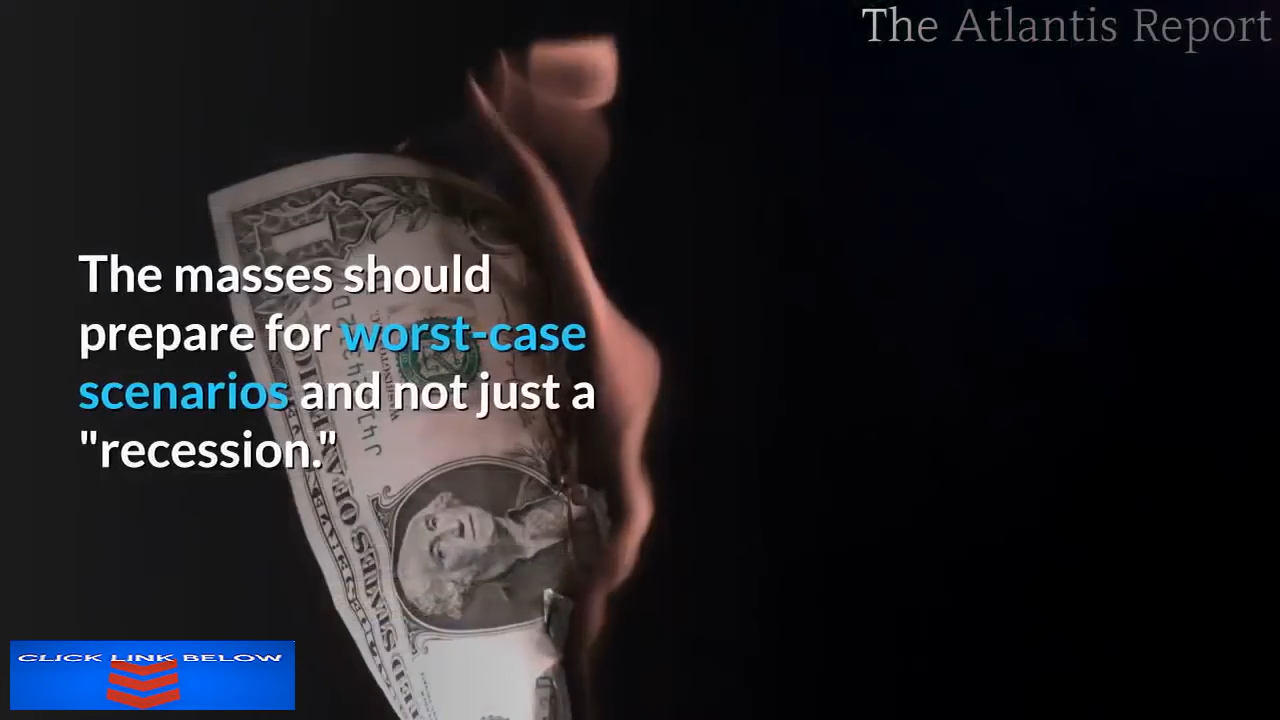 The Atlantis Report
The masses should
prepare for worst-case
scenarios and not just a
"recession."
CLICK LINK BELOW